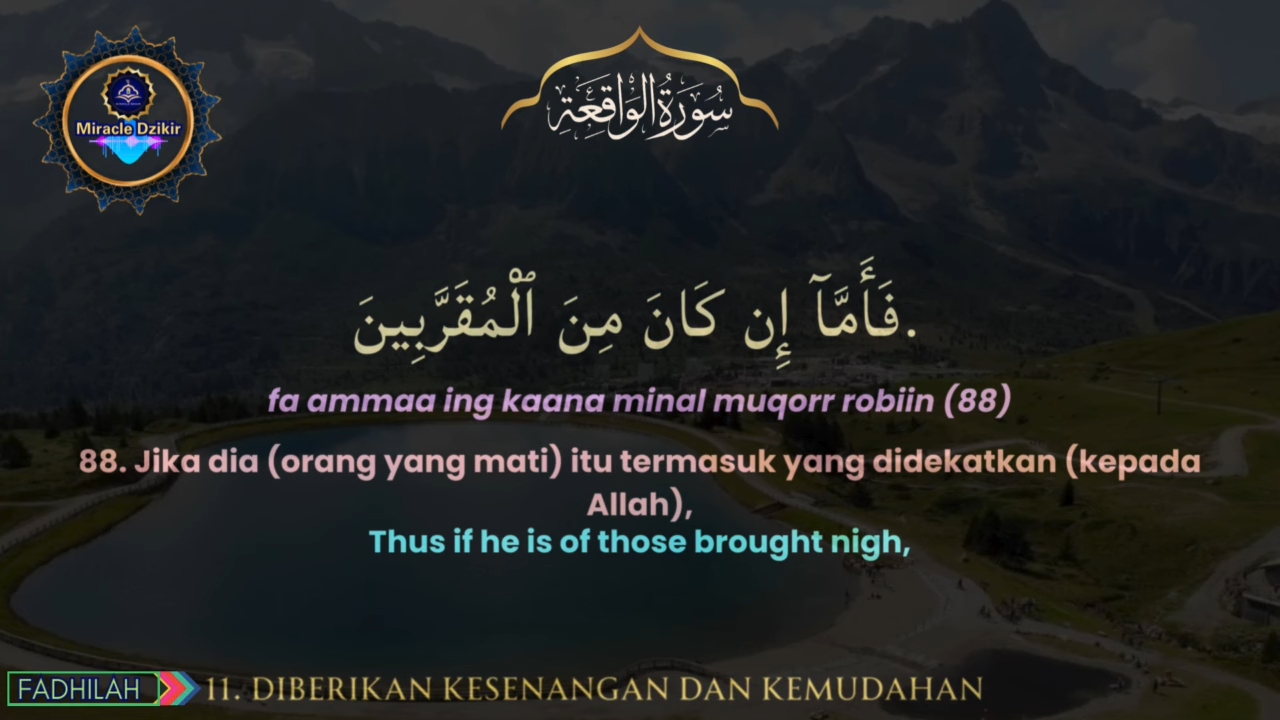 Miracle Dzikir
سُورَةُ الْوَاقِعَةِ
فَأَمَّآ إِن كَانَ مِنَ ٱلْمُقَرَّبِينَ.
fa ammaa ing kaana minal muqorr robiin (88)
88. Jika dia (orang yang mati) itu termasuk yang didekatkan (kepada
Allah),
Thus if he is of those brought nigh,
FADHILAH 11. DIBERIKAN KESENANGAN DAN KEMUDAHAN